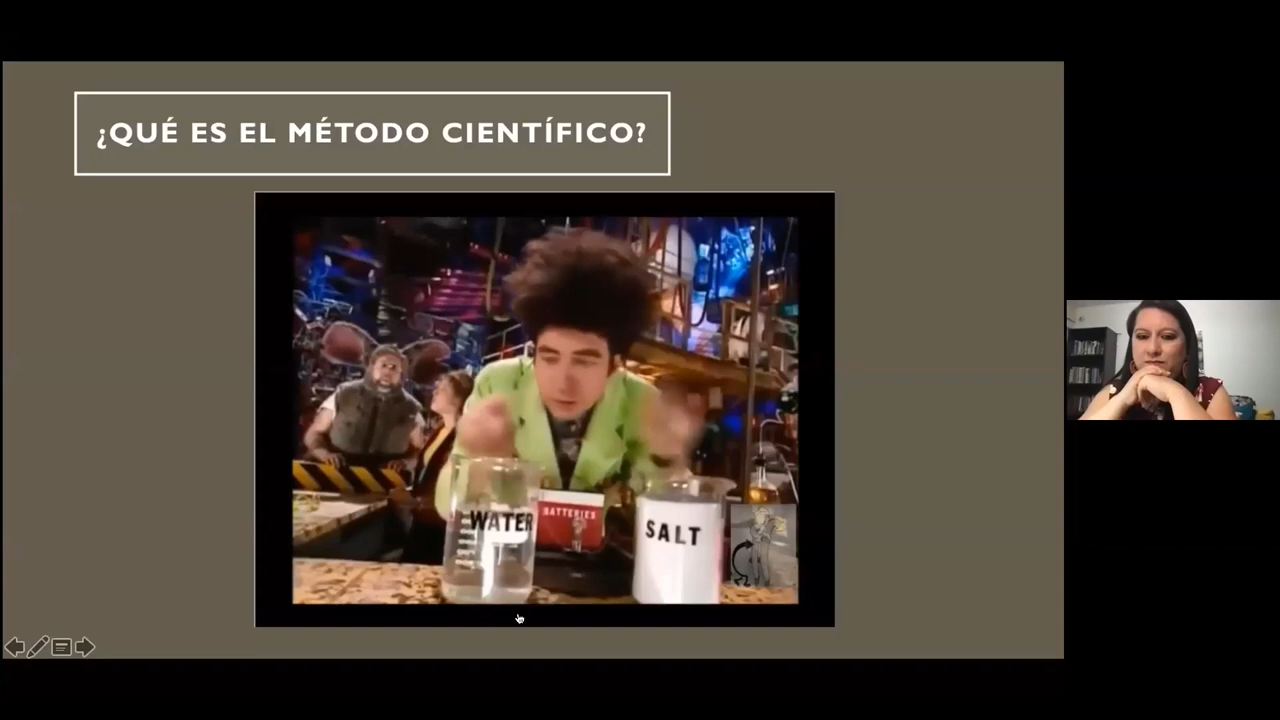 ¿QUÉ ES EL MÉTODO CIENTÍFICO?
WATER
BATTERIES
SALT